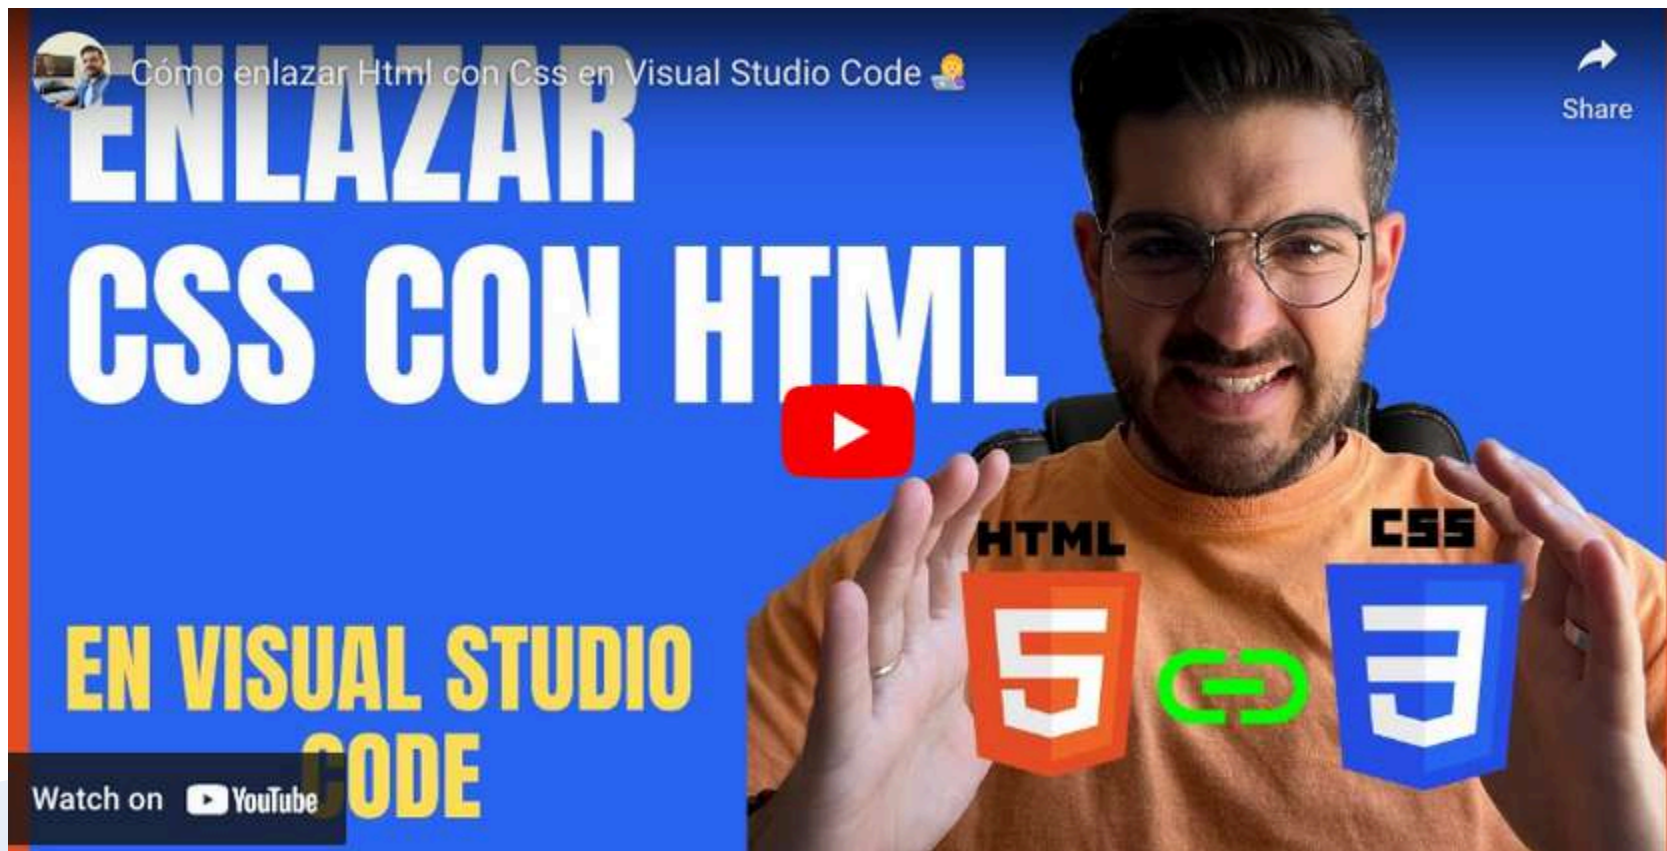 Cómo enlazar Html con Css en Visual Studio Code
Share
ENLAZAR
CSS CON HTML
HTML
CSS
5
3
EN VISUAL STUDIO
CODE
Watch on YouTube